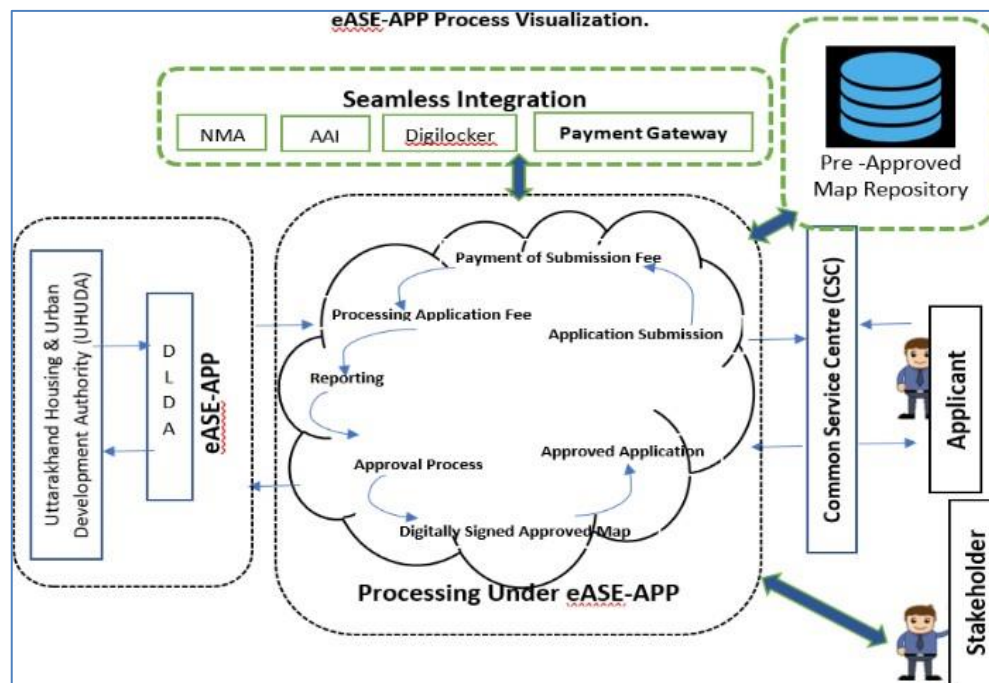 eASE-APP Process Visualization.
Seamless Integration
NMA
AAI
Digilocker
Payment Gateway
Pre -Approved
Map Repository
Uttarakhand Housing & Urban
Development Authority (UHUDA)
D
L
D
A
eASE-APP
Payment of Submission Fee
Processing Application Fee
Application Submission
Reporting
Approval Process
Approved Application
Digitally Signed Approved Map
Processing Under eASE-APP
Common Service Centre (CSC)
Applicant
Stakeholder